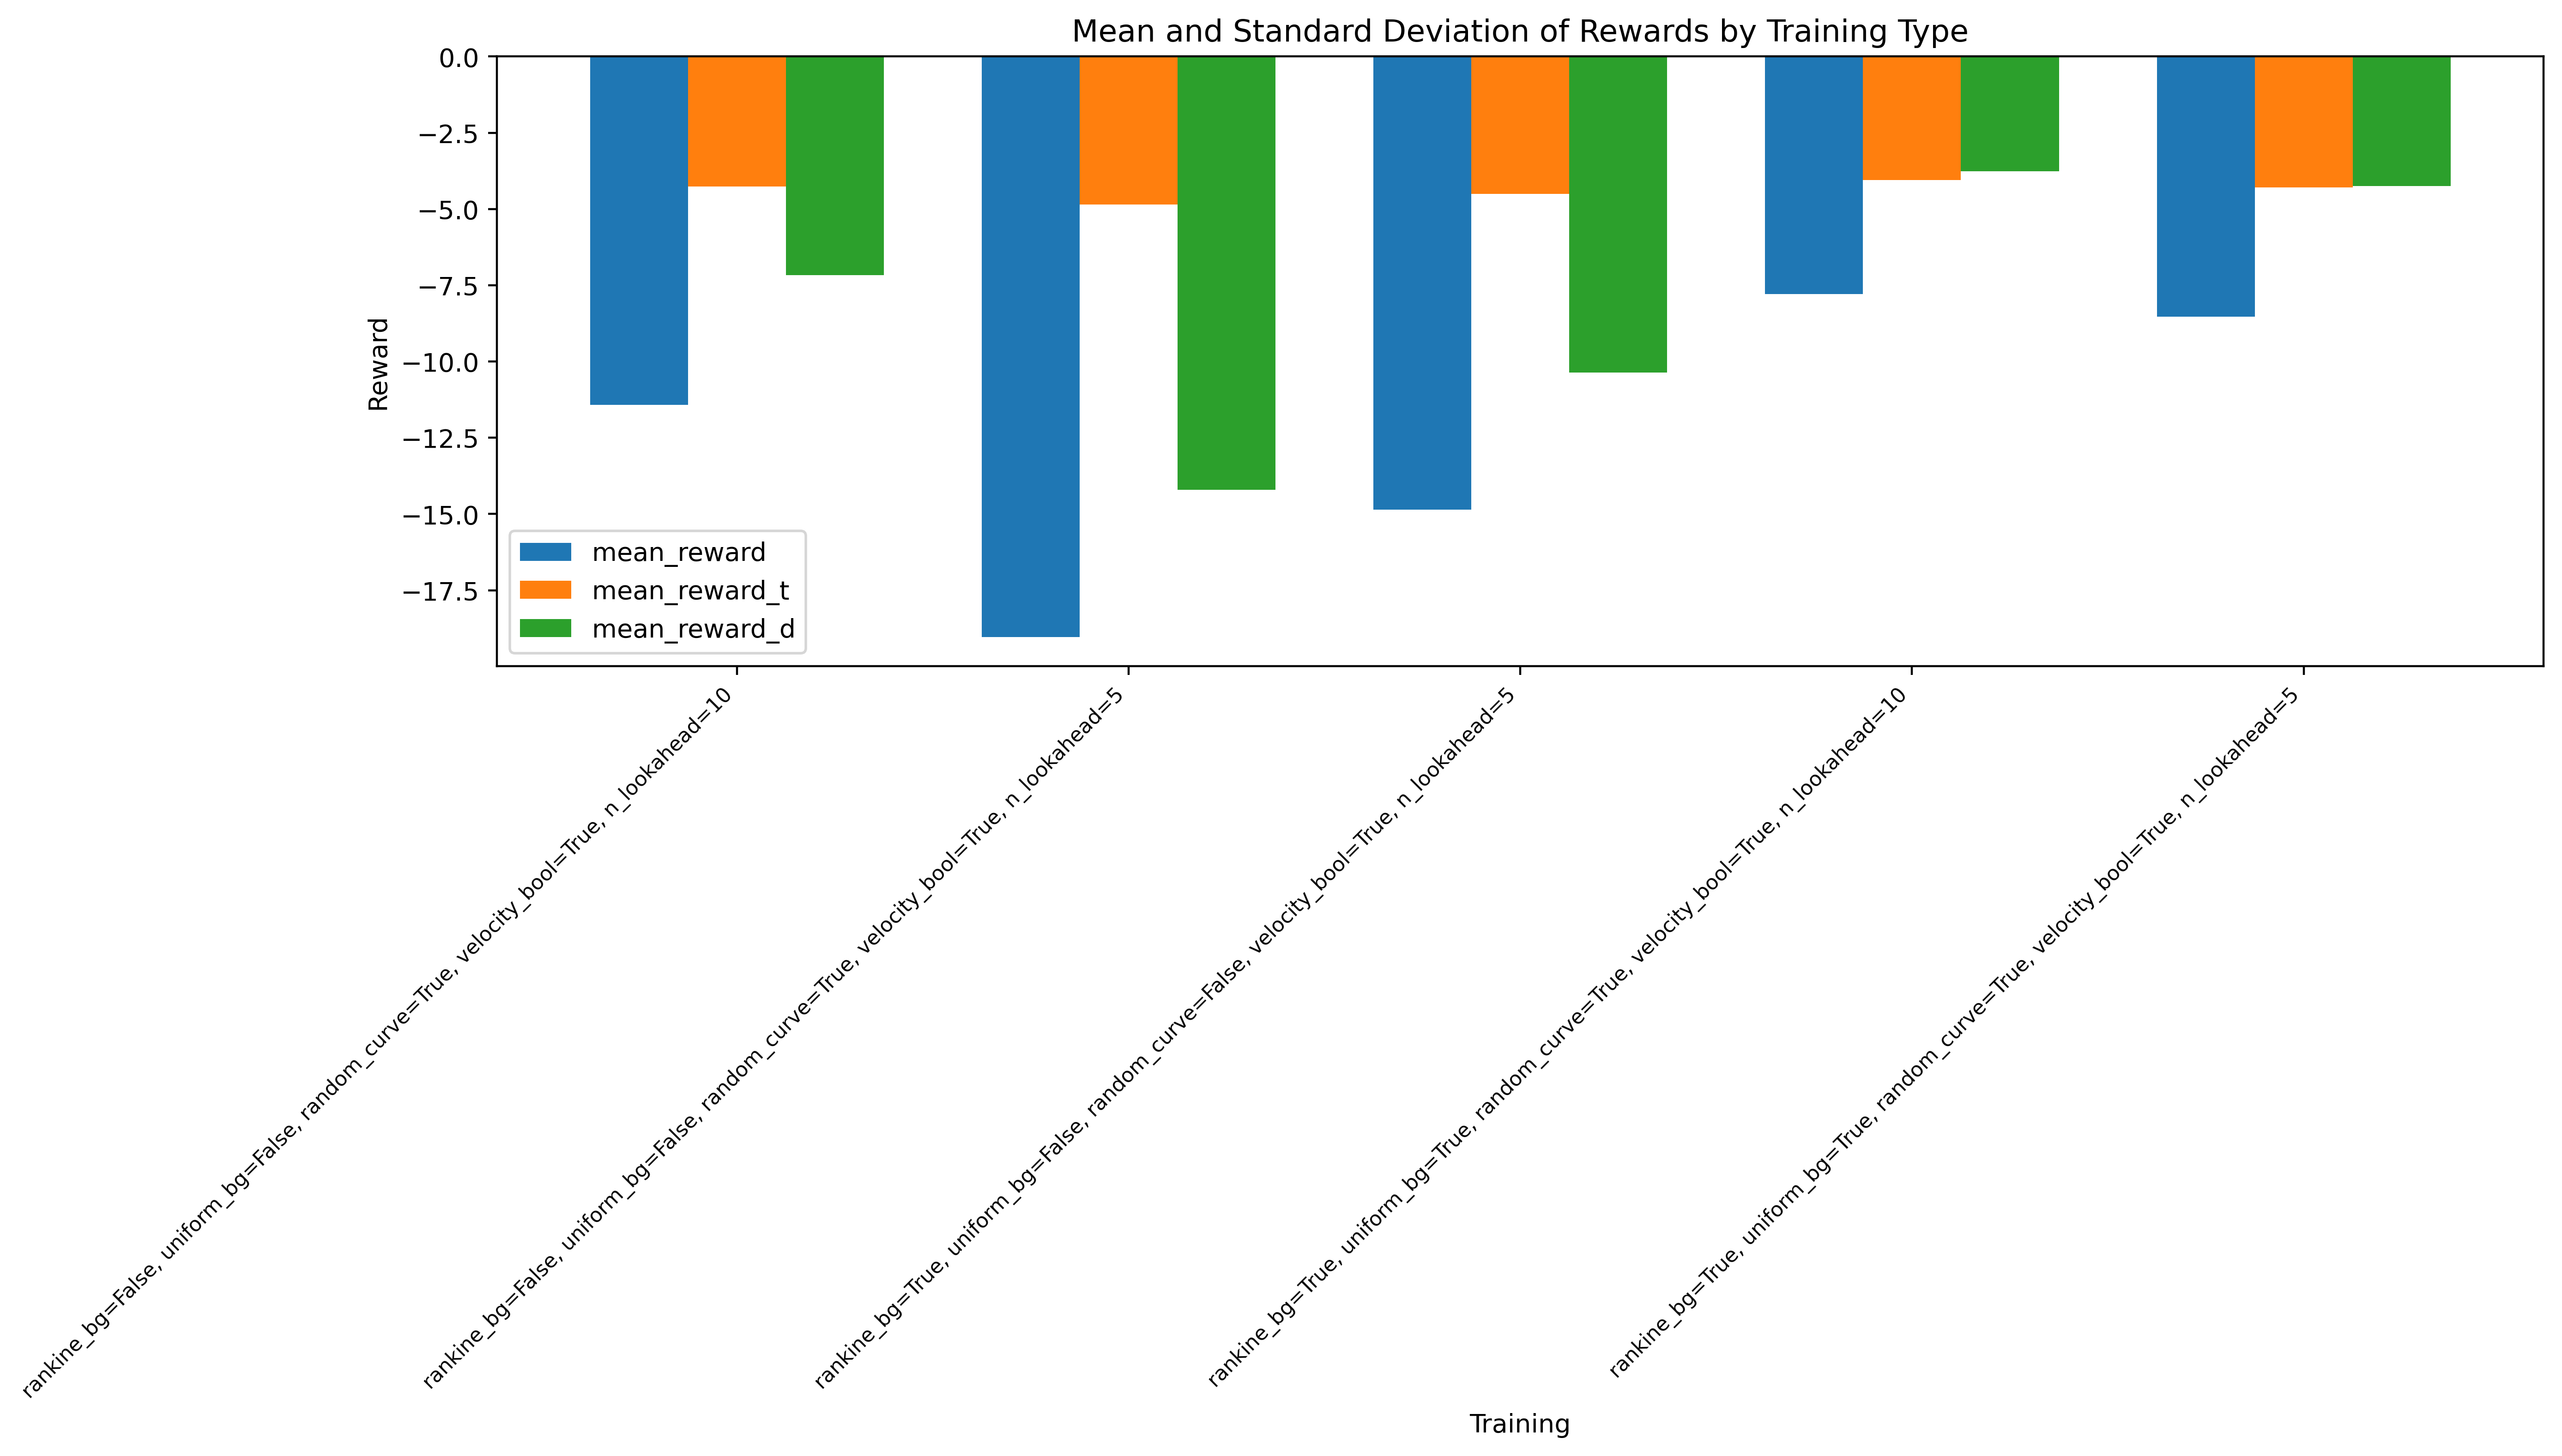 Mean and Standard Deviation of Rewards by Training Type
0.0
−2.5
−5.0
−7.5
−10.0
−12.5
−15.0
−17.5
Reward
mean_reward
mean_reward_t
mean_reward_d
rankine_bg=False, uniform_bg=False, random_curve=True, velocity_bool=True, n_lookahead=10
rankine_bg=False, uniform_bg=False, random_curve=True, velocity_bool=True, n_lookahead=5
rankine_bg=True, uniform_bg=False, random_curve=False, velocity_bool=True, n_lookahead=5
rankine_bg=True, uniform_bg=True, random_curve=True, velocity_bool=True, n_lookahead=10
rankine_bg=True, uniform_bg=True, random_curve=True, velocity_bool=True, n_lookahead=5
Training